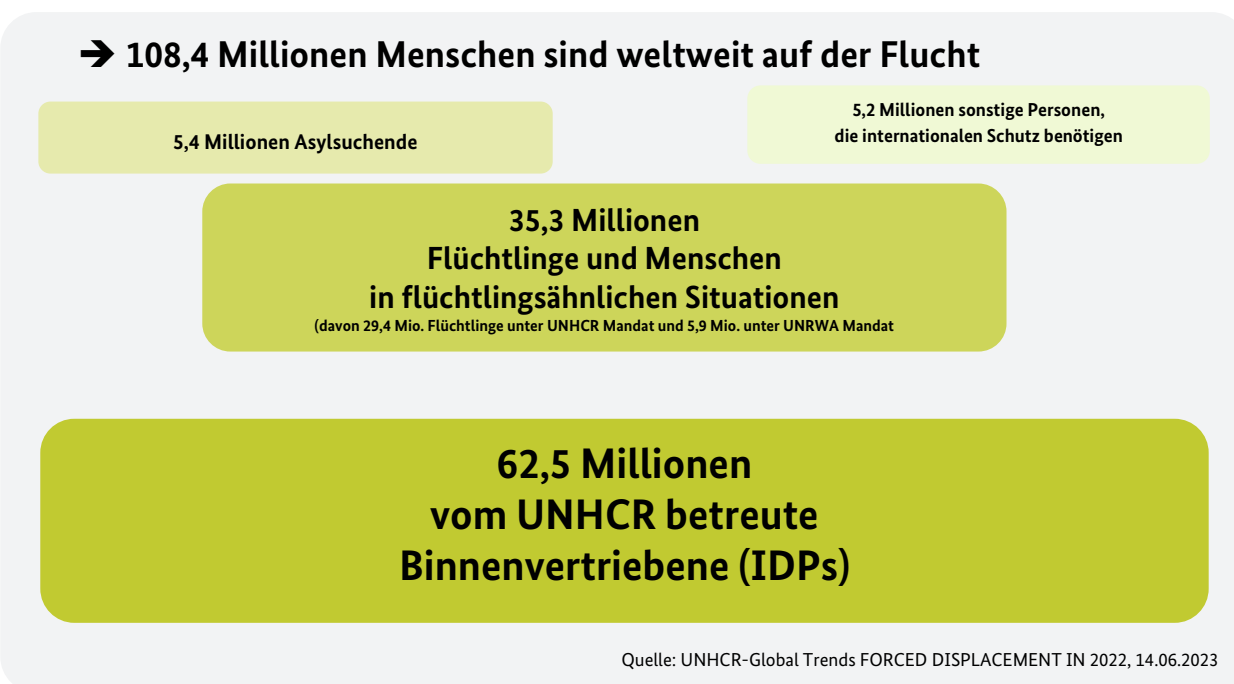 ➔ 108,4 Millionen Menschen sind weltweit auf der Flucht
5,4 Millionen Asylsuchende
5,2 Millionen sonstige Personen,
die internationalen Schutz benötigen
35,3 Millionen
Flüchtlinge und Menschen
in flüchtlingsähnlichen Situationen
(davon 29,4 Mio. Flüchtlinge unter UNHCR Mandat und 5,9 Mio. unter UNRWA Mandat
62,5 Millionen
vom UNHCR betreute
Binnenvertriebene (IDPs)
Quelle: UNHCR-Global Trends FORCED DISPLACEMENT IN 2022, 14.06.2023